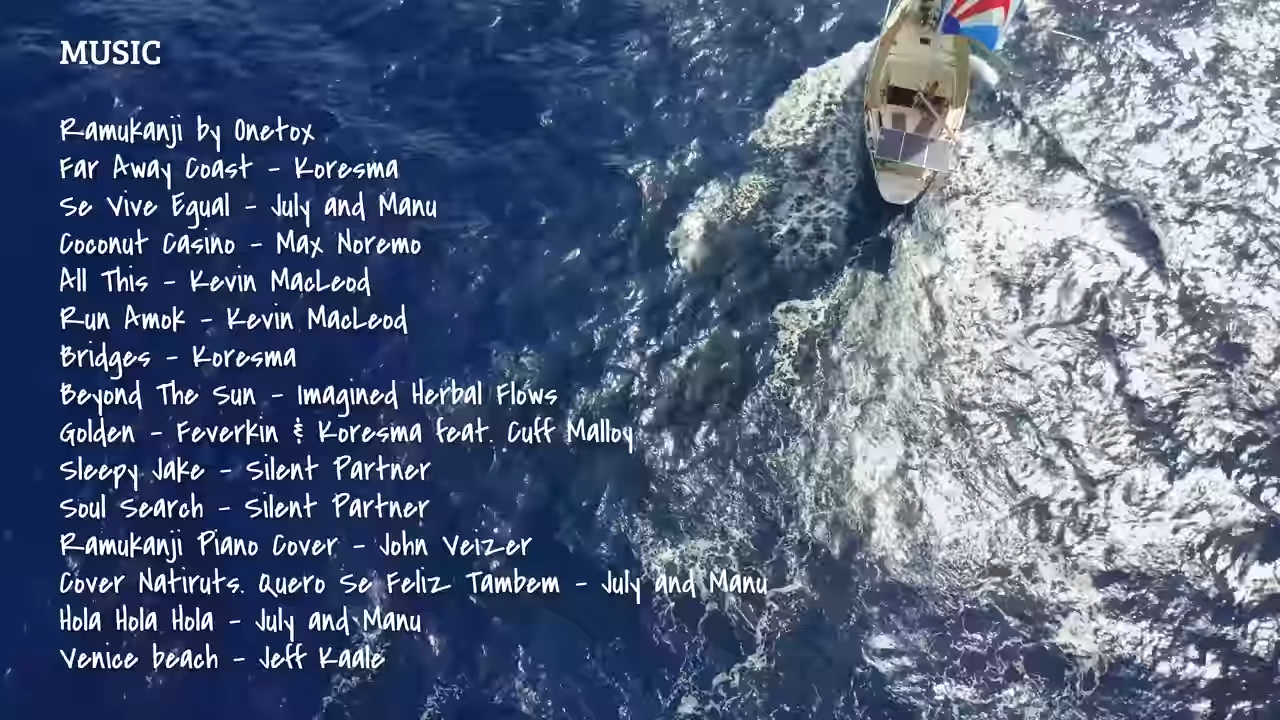 MUSIC
Ramukanji by Onetox
Far Away Coast - Koresma
Se Vive Egual - July and Manu
Coconut Casino - Max Noremo
All This - Kevin MacLeod
Run Amok - Kevin MacLeod
Bridges - Koresma
Beyond The Sun - Imagined Herbal Flows
Golden - Feverkin & Koresma feat. Cuff Malloy
Sleepy Jake - Silent Partner
Soul Search - Silent Partner
Ramukanji Piano Cover - John Veizer
Cover Natiruts. Quero Se Feliz Tambem - July and Manu
Hola Hola Hola - July and Manu
Venice beach - Jeff Kaale